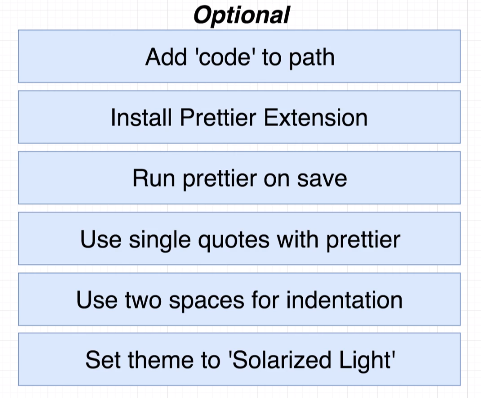 Optional
Add 'code' to path
Install Prettier Extension
Run prettier on save
Use single quotes with prettier
Use two spaces for indentation
Set theme to 'Solarized Light'